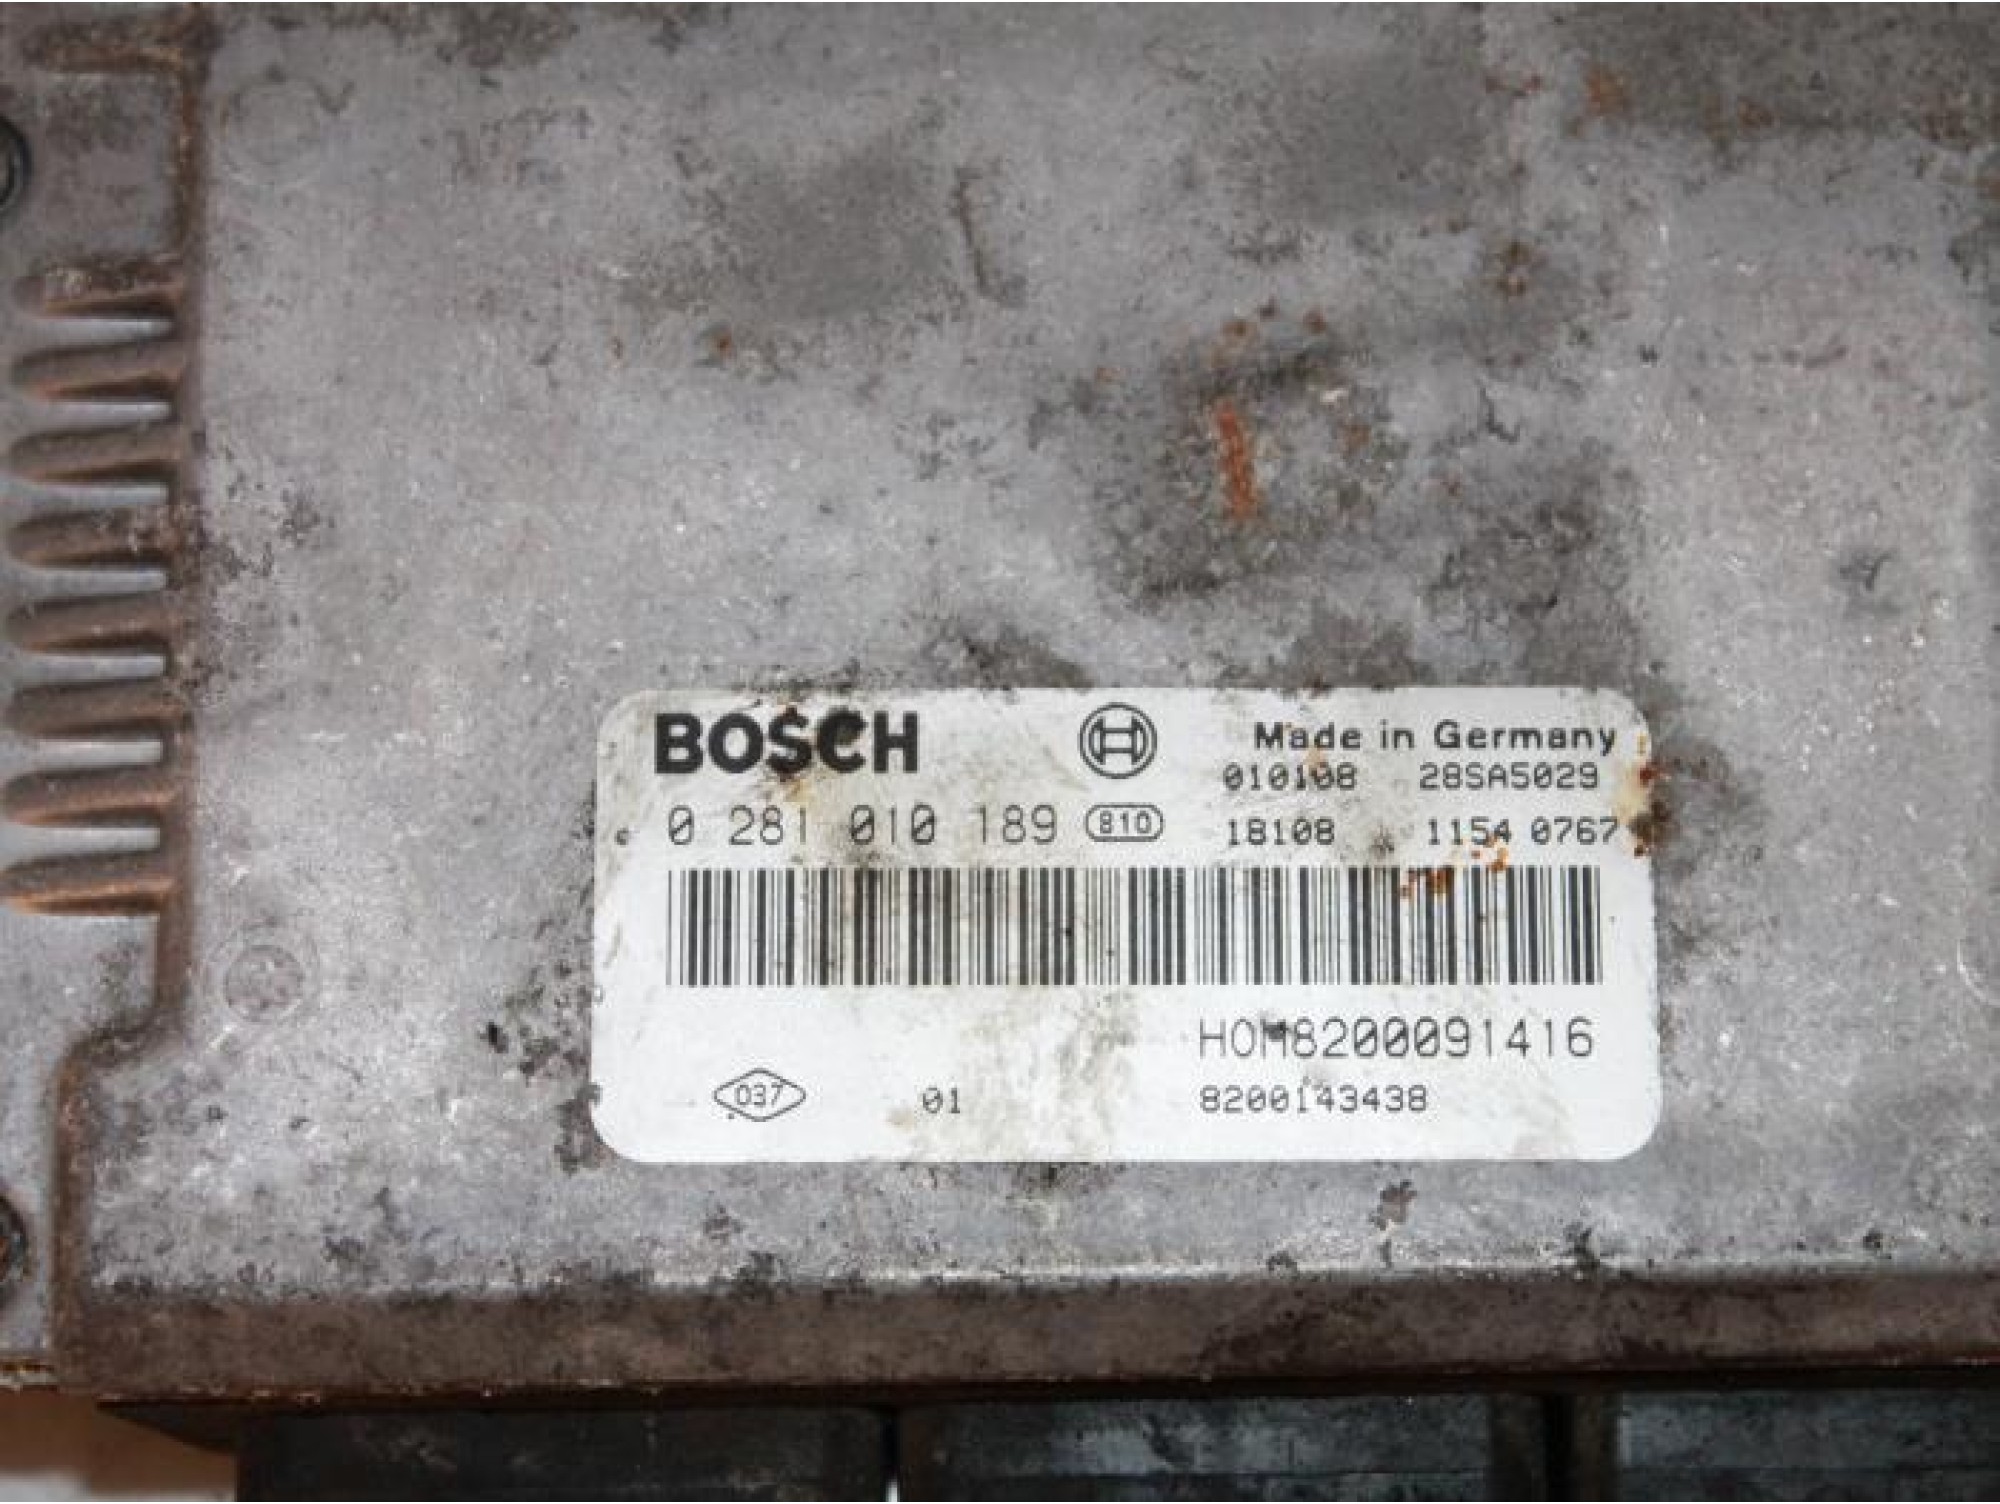 BOSCH Made in Germany
010108 28SA5029
0 281 010 189 810 18108 * 1154 0767
HOM8200091416
037 01 8200143438